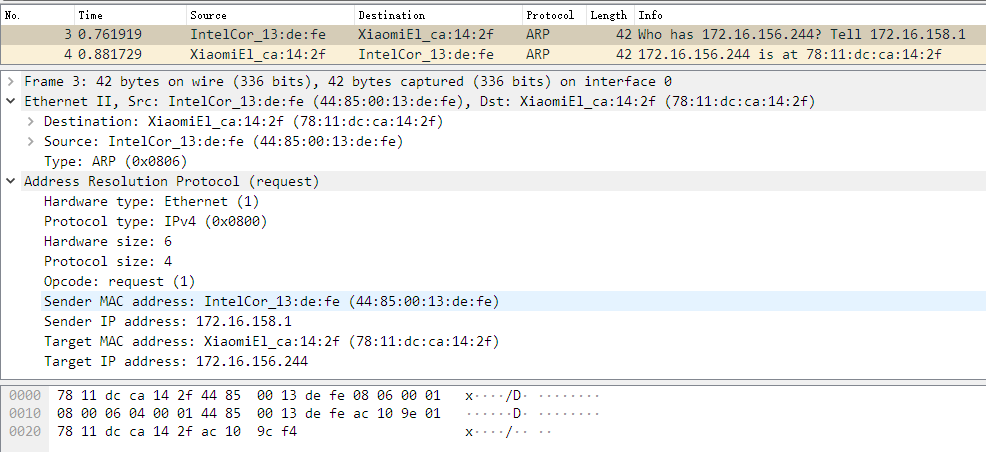 No. Time Source Destination Protocol Length Info
3 0.761919 IntelCor_13:de:fe XiaomiEl_ca:14:2f ARP 42 Who has 172.16.156.244? Tell 172.16.158.1
4 0.881729 XiaomiEl_ca:14:2f IntelCor_13:de:fe ARP 42 172.16.156.244 is at 78:11:dc:ca:14:2f
Frame 3: 42 bytes on wire (336 bits), 42 bytes captured (336 bits) on interface 0
Ethernet II, Src: IntelCor_13:de:fe (44:85:00:13:de:fe), Dst: XiaomiEl_ca:14:2f (78:11:dc:ca:14:2f)
Destination: XiaomiEl_ca:14:2f (78:11:dc:ca:14:2f)
Source: IntelCor_13:de:fe (44:85:00:13:de:fe)
Type: ARP (0x0806)
Address Resolution Protocol (request)
Hardware type: Ethernet (1)
Protocol type: IPv4 (0x0800)
Hardware size: 6
Protocol size: 4
Opcode: request (1)
Sender MAC address: IntelCor_13:de:fe (44:85:00:13:de:fe)
Sender IP address: 172.16.158.1
Target MAC address: XiaomiEl_ca:14:2f (78:11:dc:ca:14:2f)
Target IP address: 172.16.156.244
0000 78 11 dc ca 14 2f 44 85 00 13 de fe 08 06 00 01 x····/D· ········
0010 08 00 06 04 00 01 44 85 00 13 de fe ac 10 9e 01 ······D· ········
0020 78 11 dc ca 14 2f ac 10 9c f4 x····/·· ··